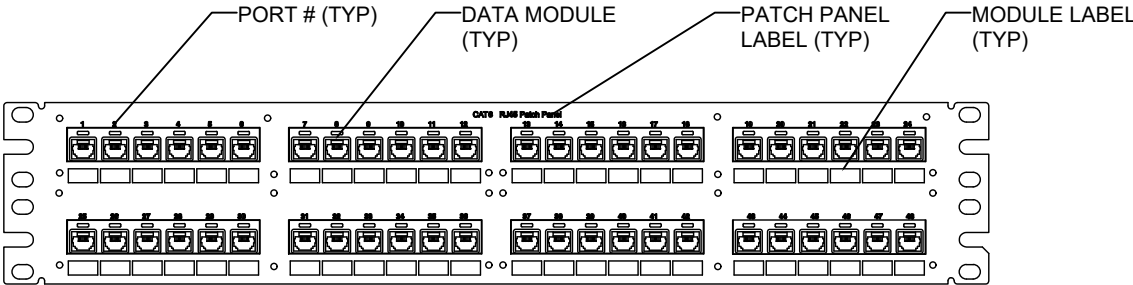 PORT # (TYP)
DATA MODULE
(TYP)
PATCH PANEL
LABEL (TYP)
MODULE LABEL
(TYP)
CAT6 RJ45 Patch Panel
1 2 3 4 5 6 7 8 9 10 11 12 13 14 15 16 17 18 19 20 21 22 23 24
25 26 27 28 29 30 31 32 33 34 35 36 37 38 39 40 41 42 43 44 45 46 47 48